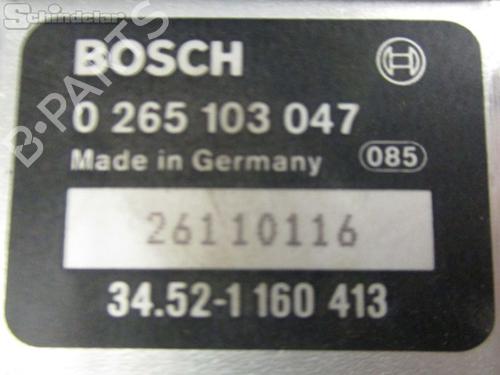 Schindelar
B-PARTS
BOSCH
0 265 103 047
Made in Germany 085
26110116
34.52-1 160 413